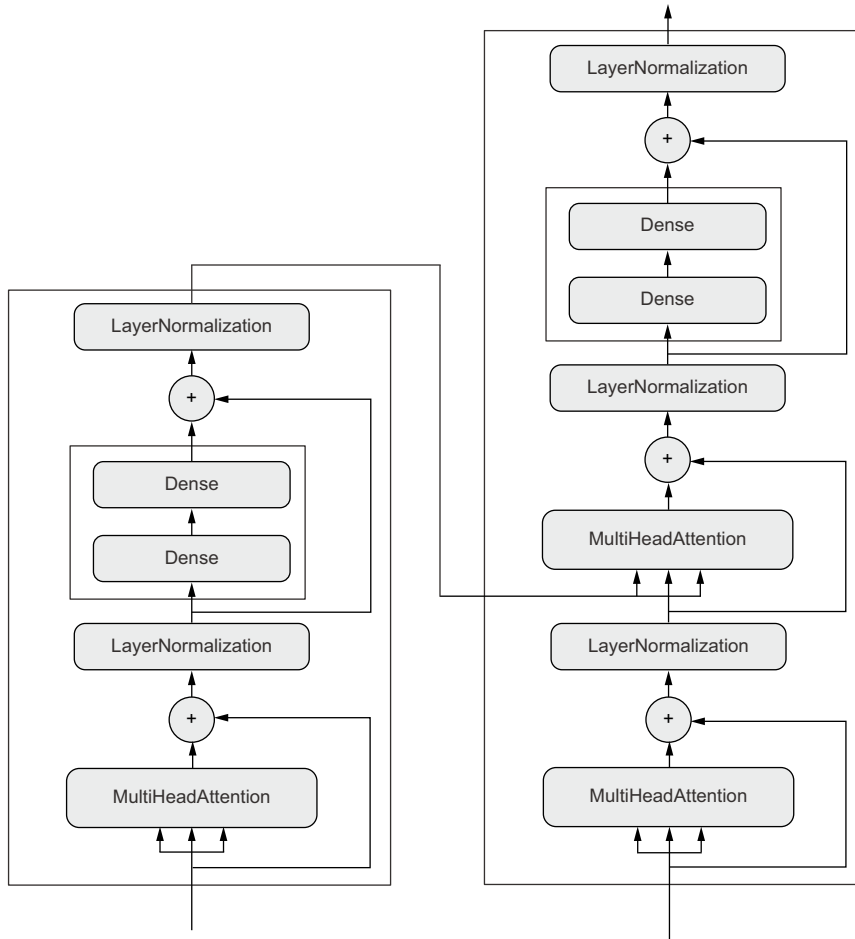 LayerNormalization
+
Dense
Dense
LayerNormalization
+
MultiHeadAttention
LayerNormalization
+
Dense
Dense
LayerNormalization
+
MultiHeadAttention
LayerNormalization
+
MultiHeadAttention